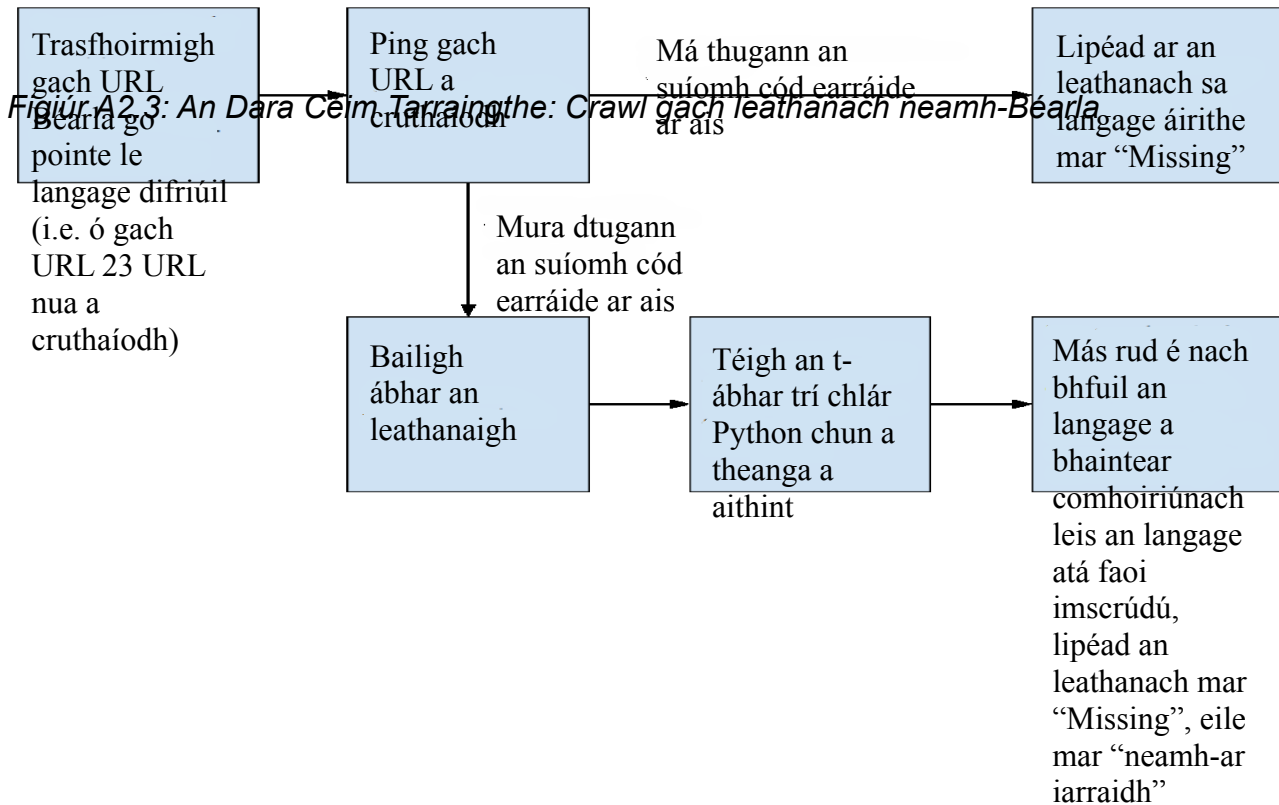 Trasfhoirmigh
gach URL
Béarla go
pointe le
langage difriúil
(i.e. ó gach
URL 23 URL
nua a
cruthaíodh)
Ping gach
URL a
cruthaíodh
Má thugann an
suíomh cód earráide
ar ais
Lipéad ar an
leathanach sa
langage áirithe
mar “Missing”
Figiúr A2.3: An Dara Céim Tarraingthe: Crawl gach leathanach neamh-Béarla
Mura dtugann
an suíomh cód
earráide ar ais
Bailigh
ábhar an
leathanaigh
Téigh an t-
ábhar trí chlár
Python chun a
theanga a
aithint
Más rud é nach
bhfuil an
langage a
bhaintear
comhoiriúnach
leis an langage
atá faoi
imscrúdú,
lipéad an
leathanach mar
“Missing”, eile
mar “neamh-ar
iarraidh”